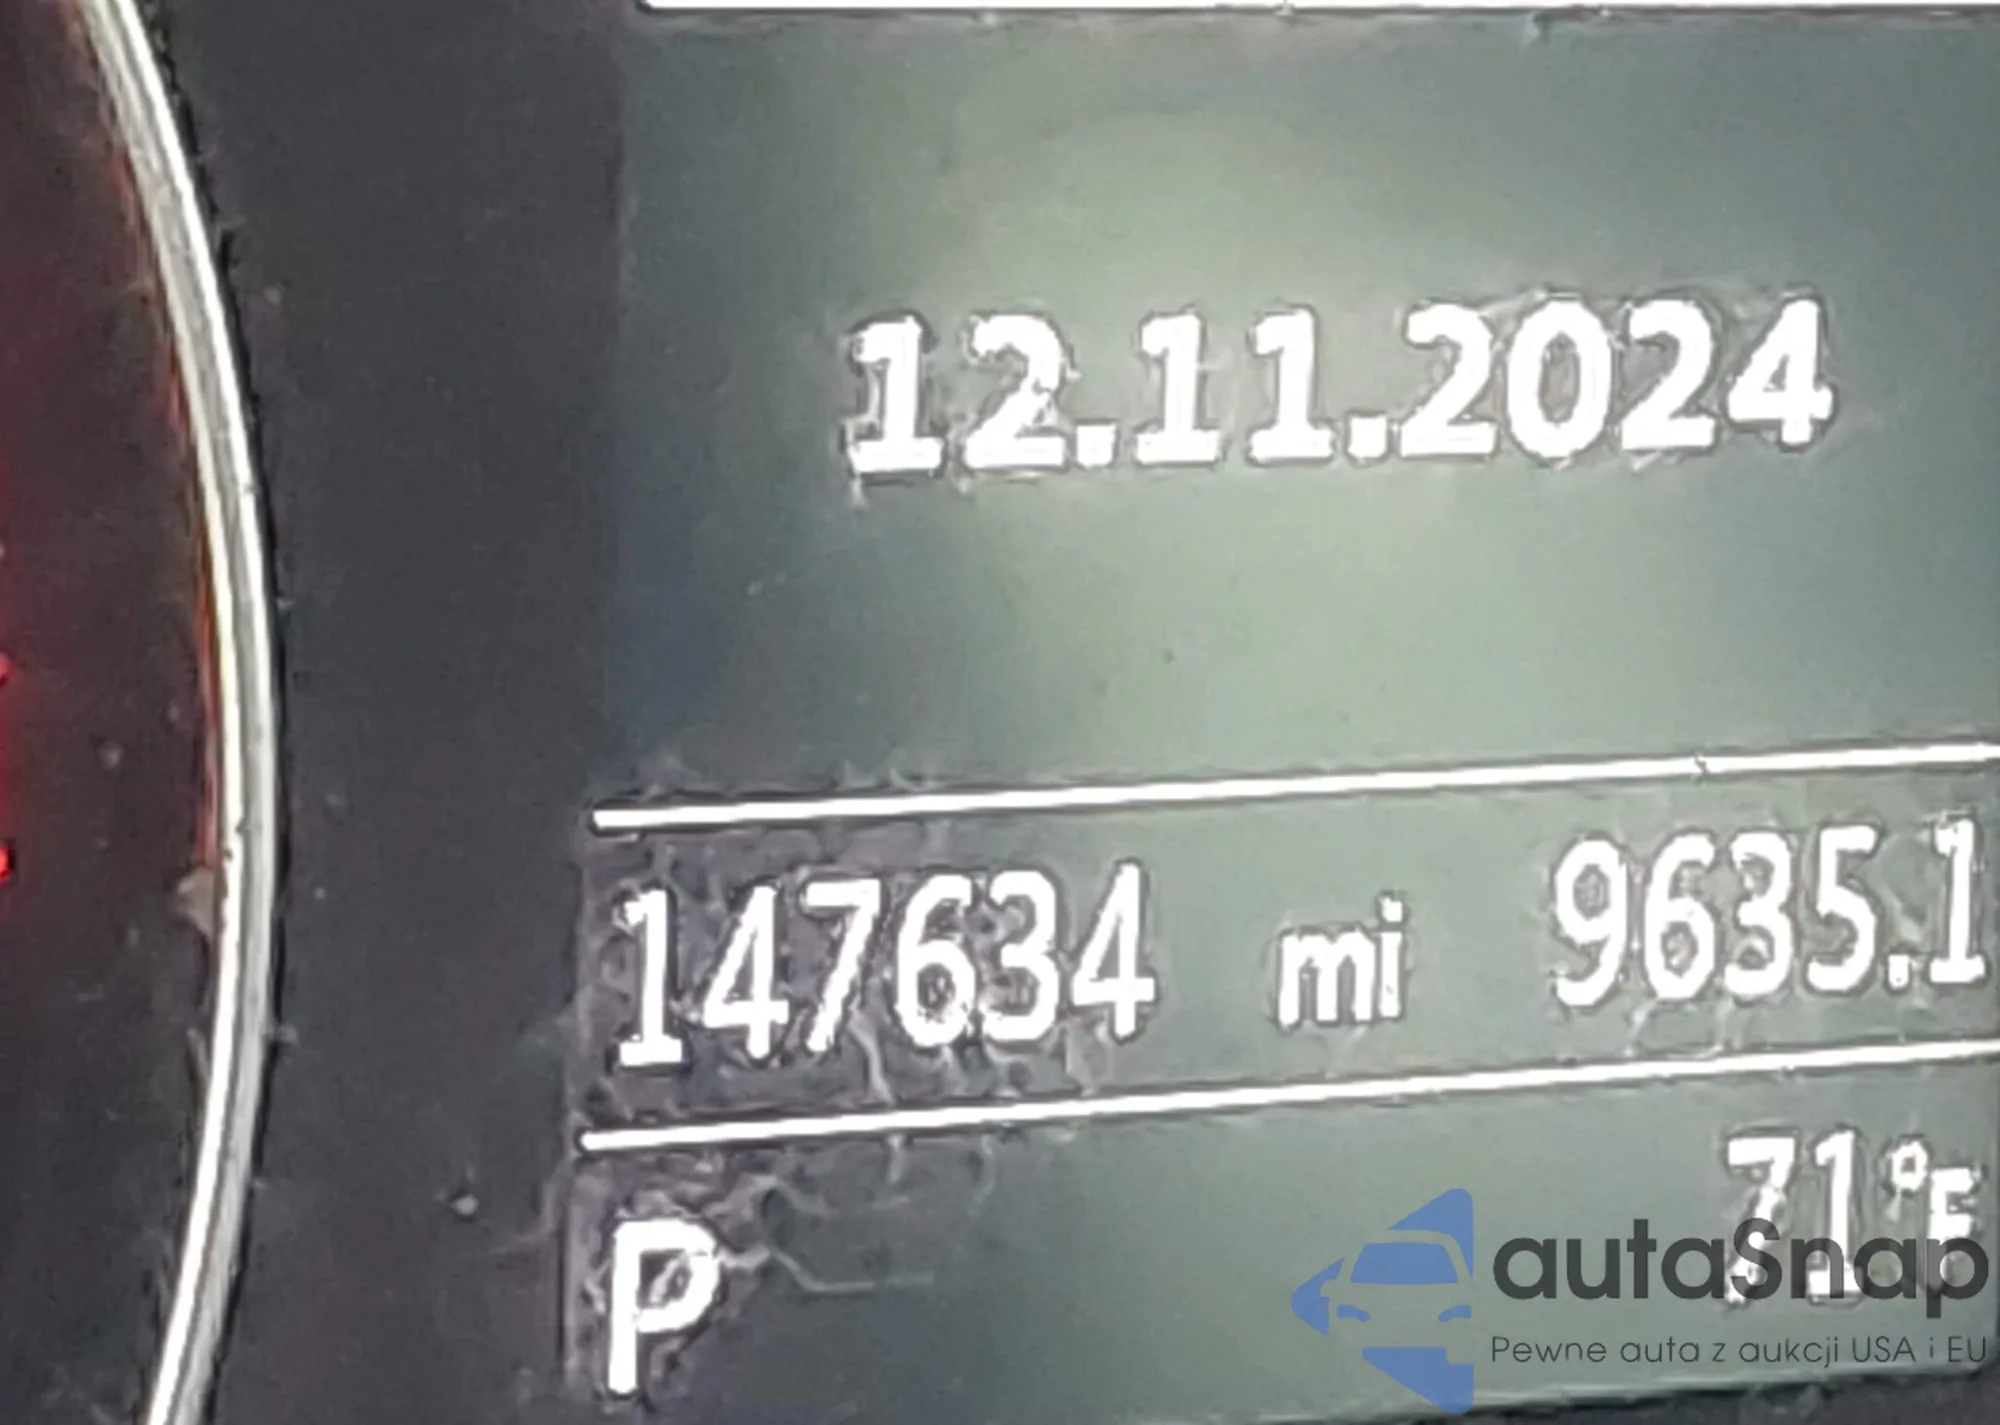 12.11.2024
147634 mi 9635.1
71°F
P
autaSnap
Pewne auta z aukcji USA i EU